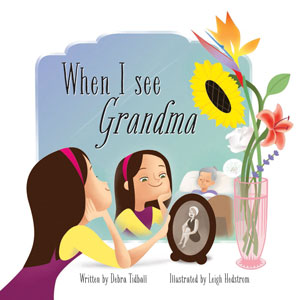 When I see
Grandma
Written by Debra Tidball   Illustrated by Leigh Hedstrom